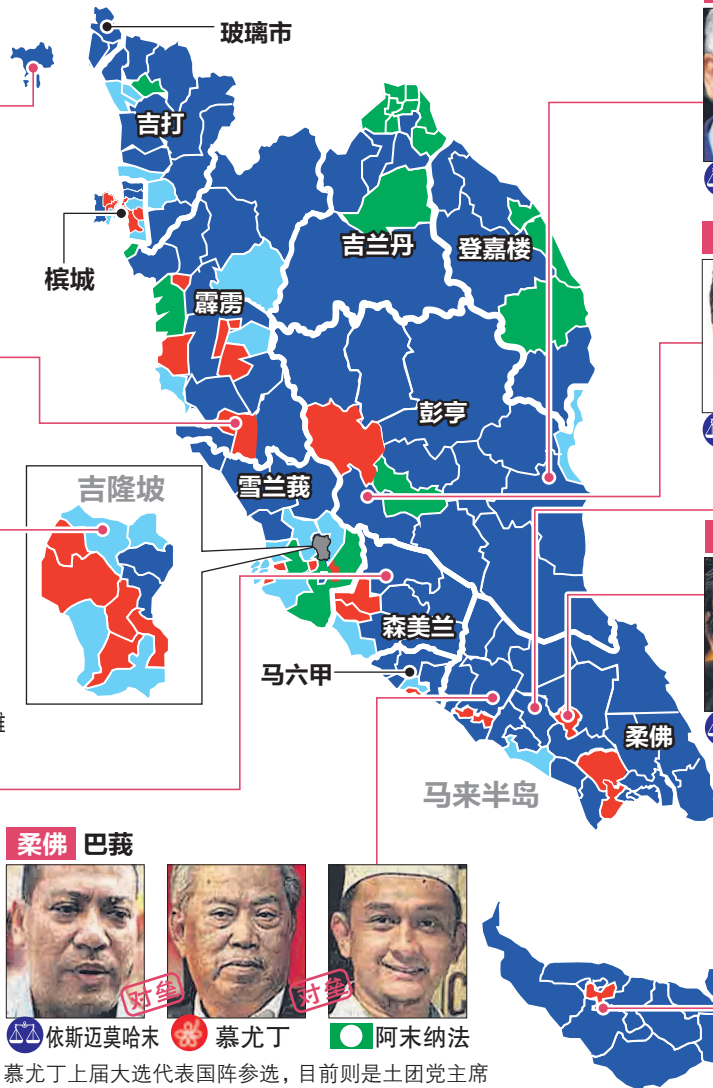 玻璃市
吉打
槟城
吉兰丹
登嘉楼
霹雳
彭亨
吉隆坡
雪兰莪
森美兰
马六甲
柔佛
马来半岛
柔佛 巴莪
对垒 对垒
依斯迈莫哈末 慕尤丁 阿末纳法
慕尤丁上届大选代表国阵参选，目前则是土团党主席